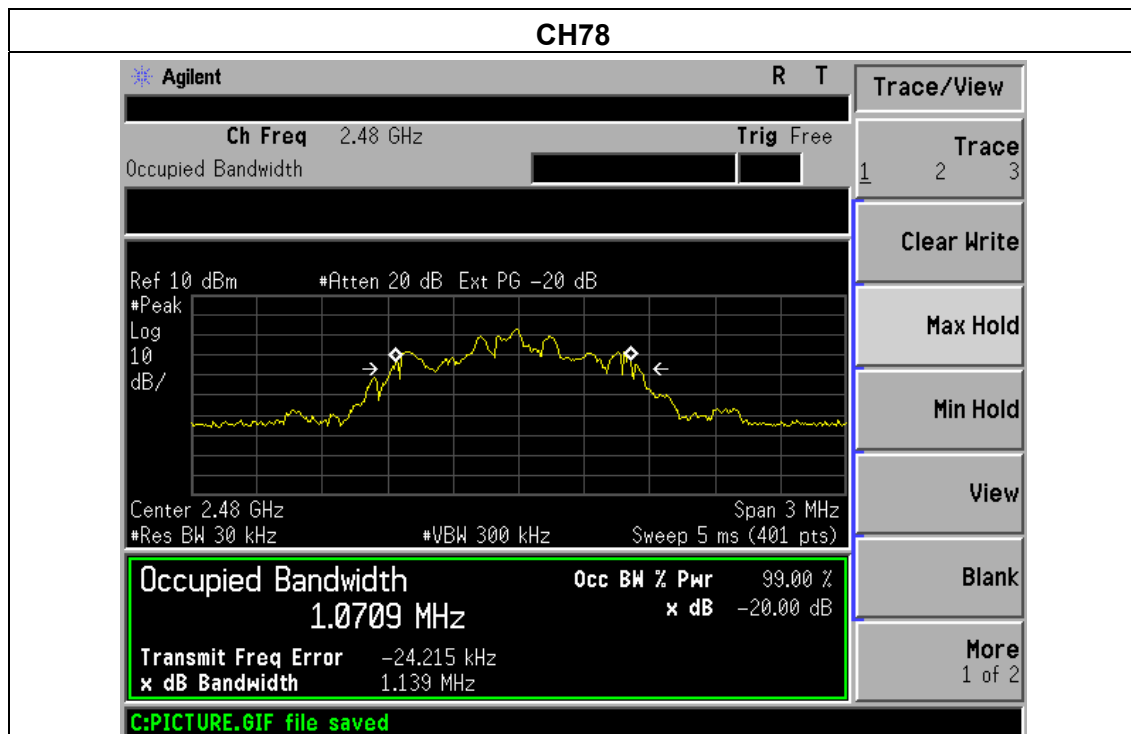 CH78
Agilent R T
Trace/View
Ch Freq 2.48 GHz Trig Free
Occupied Bandwidth
Trace
1 2 3
Clear Write
Ref 10 dBm #Atten 20 dB Ext PG -20 dB
#Peak
Log
10
dB/
Max Hold
Min Hold
View
Center 2.48 GHz Span 3 MHz
#Res BW 30 kHz #VBW 300 kHz Sweep 5 ms (401 pts)
Occupied Bandwidth Occ BW % Pwr 99.00 %
1.0709 MHz x dB -20.00 dB
Blank
Transmit Freq Error -24.215 kHz
x dB Bandwidth 1.139 MHz
More
1 of 2
C:PICTURE.GIF file saved